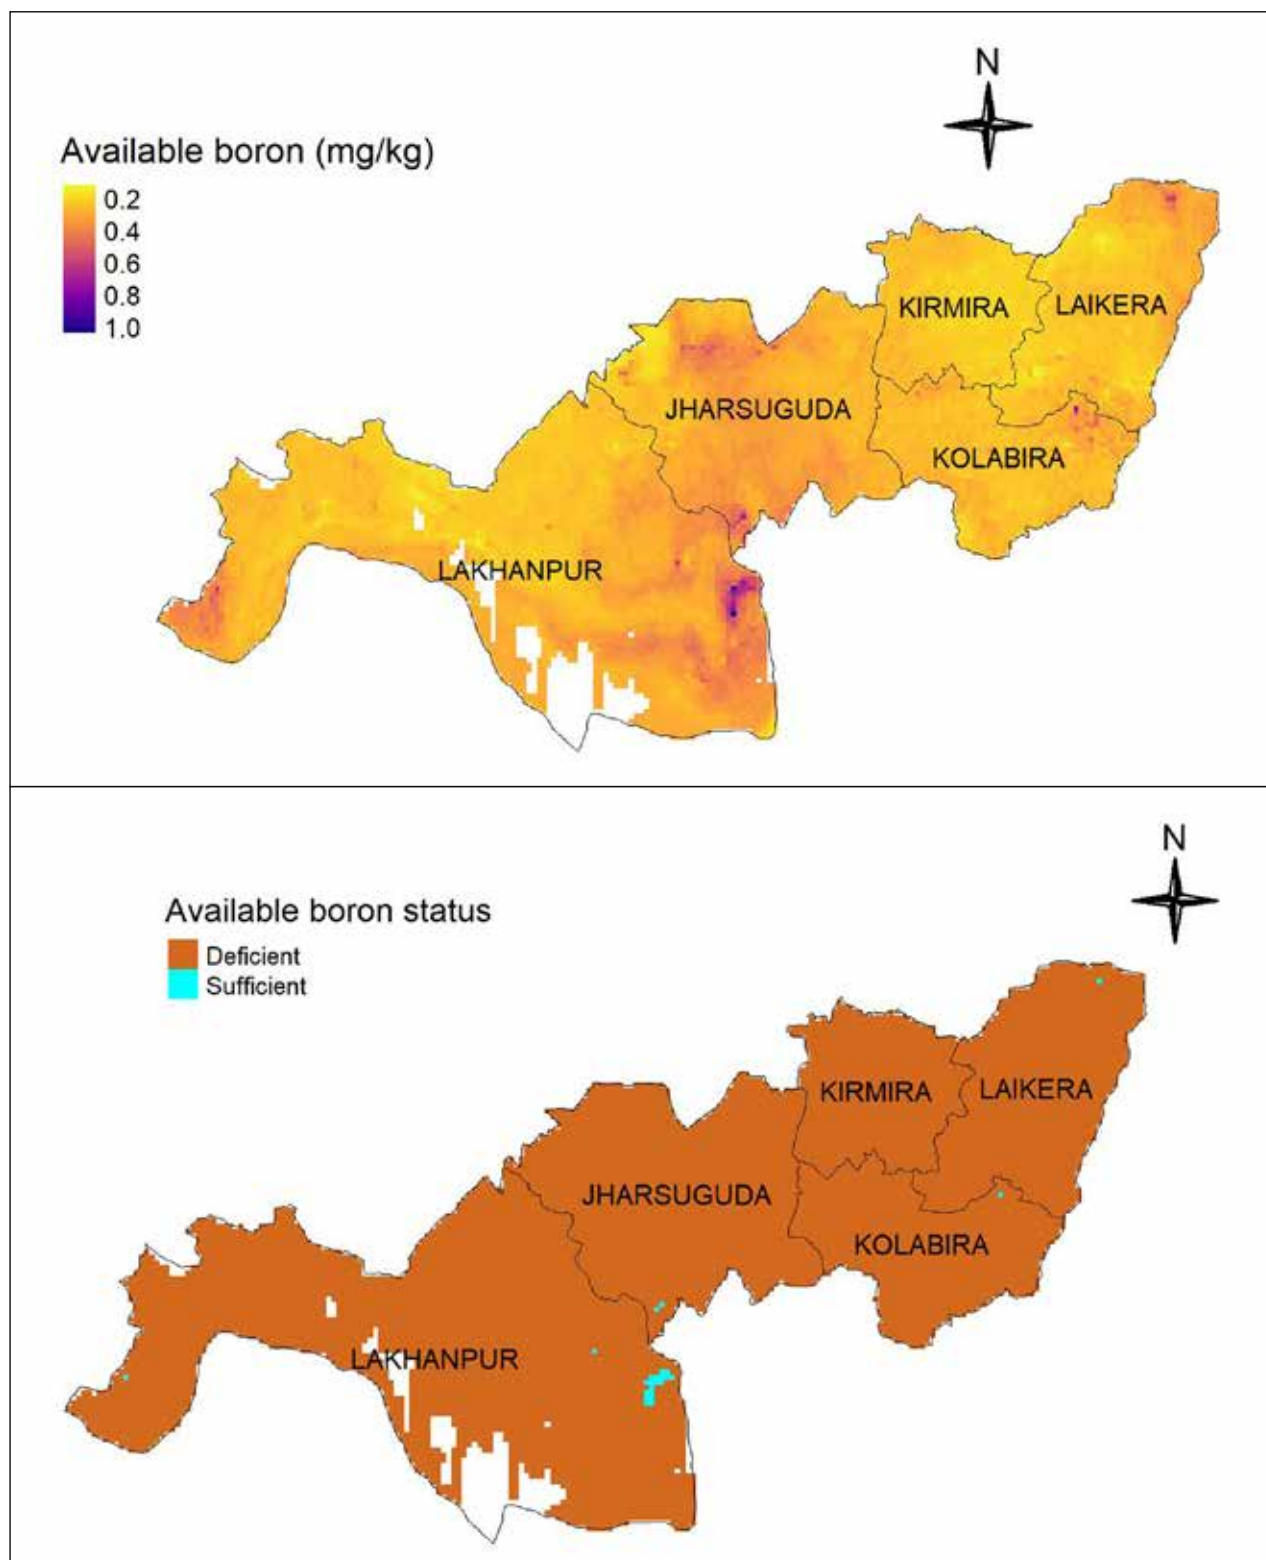 N
Available boron (mg/kg)
0.2
0.4
0.6
0.8
1.0
KIRMIRA
LAIKERA
JHARSUGUDA
KOLABIRA
LAKHANPUR
N
Available boron status
Deficient
Sufficient
KIRMIRA
LAIKERA
JHARSUGUDA
KOLABIRA
LAKHANPUR